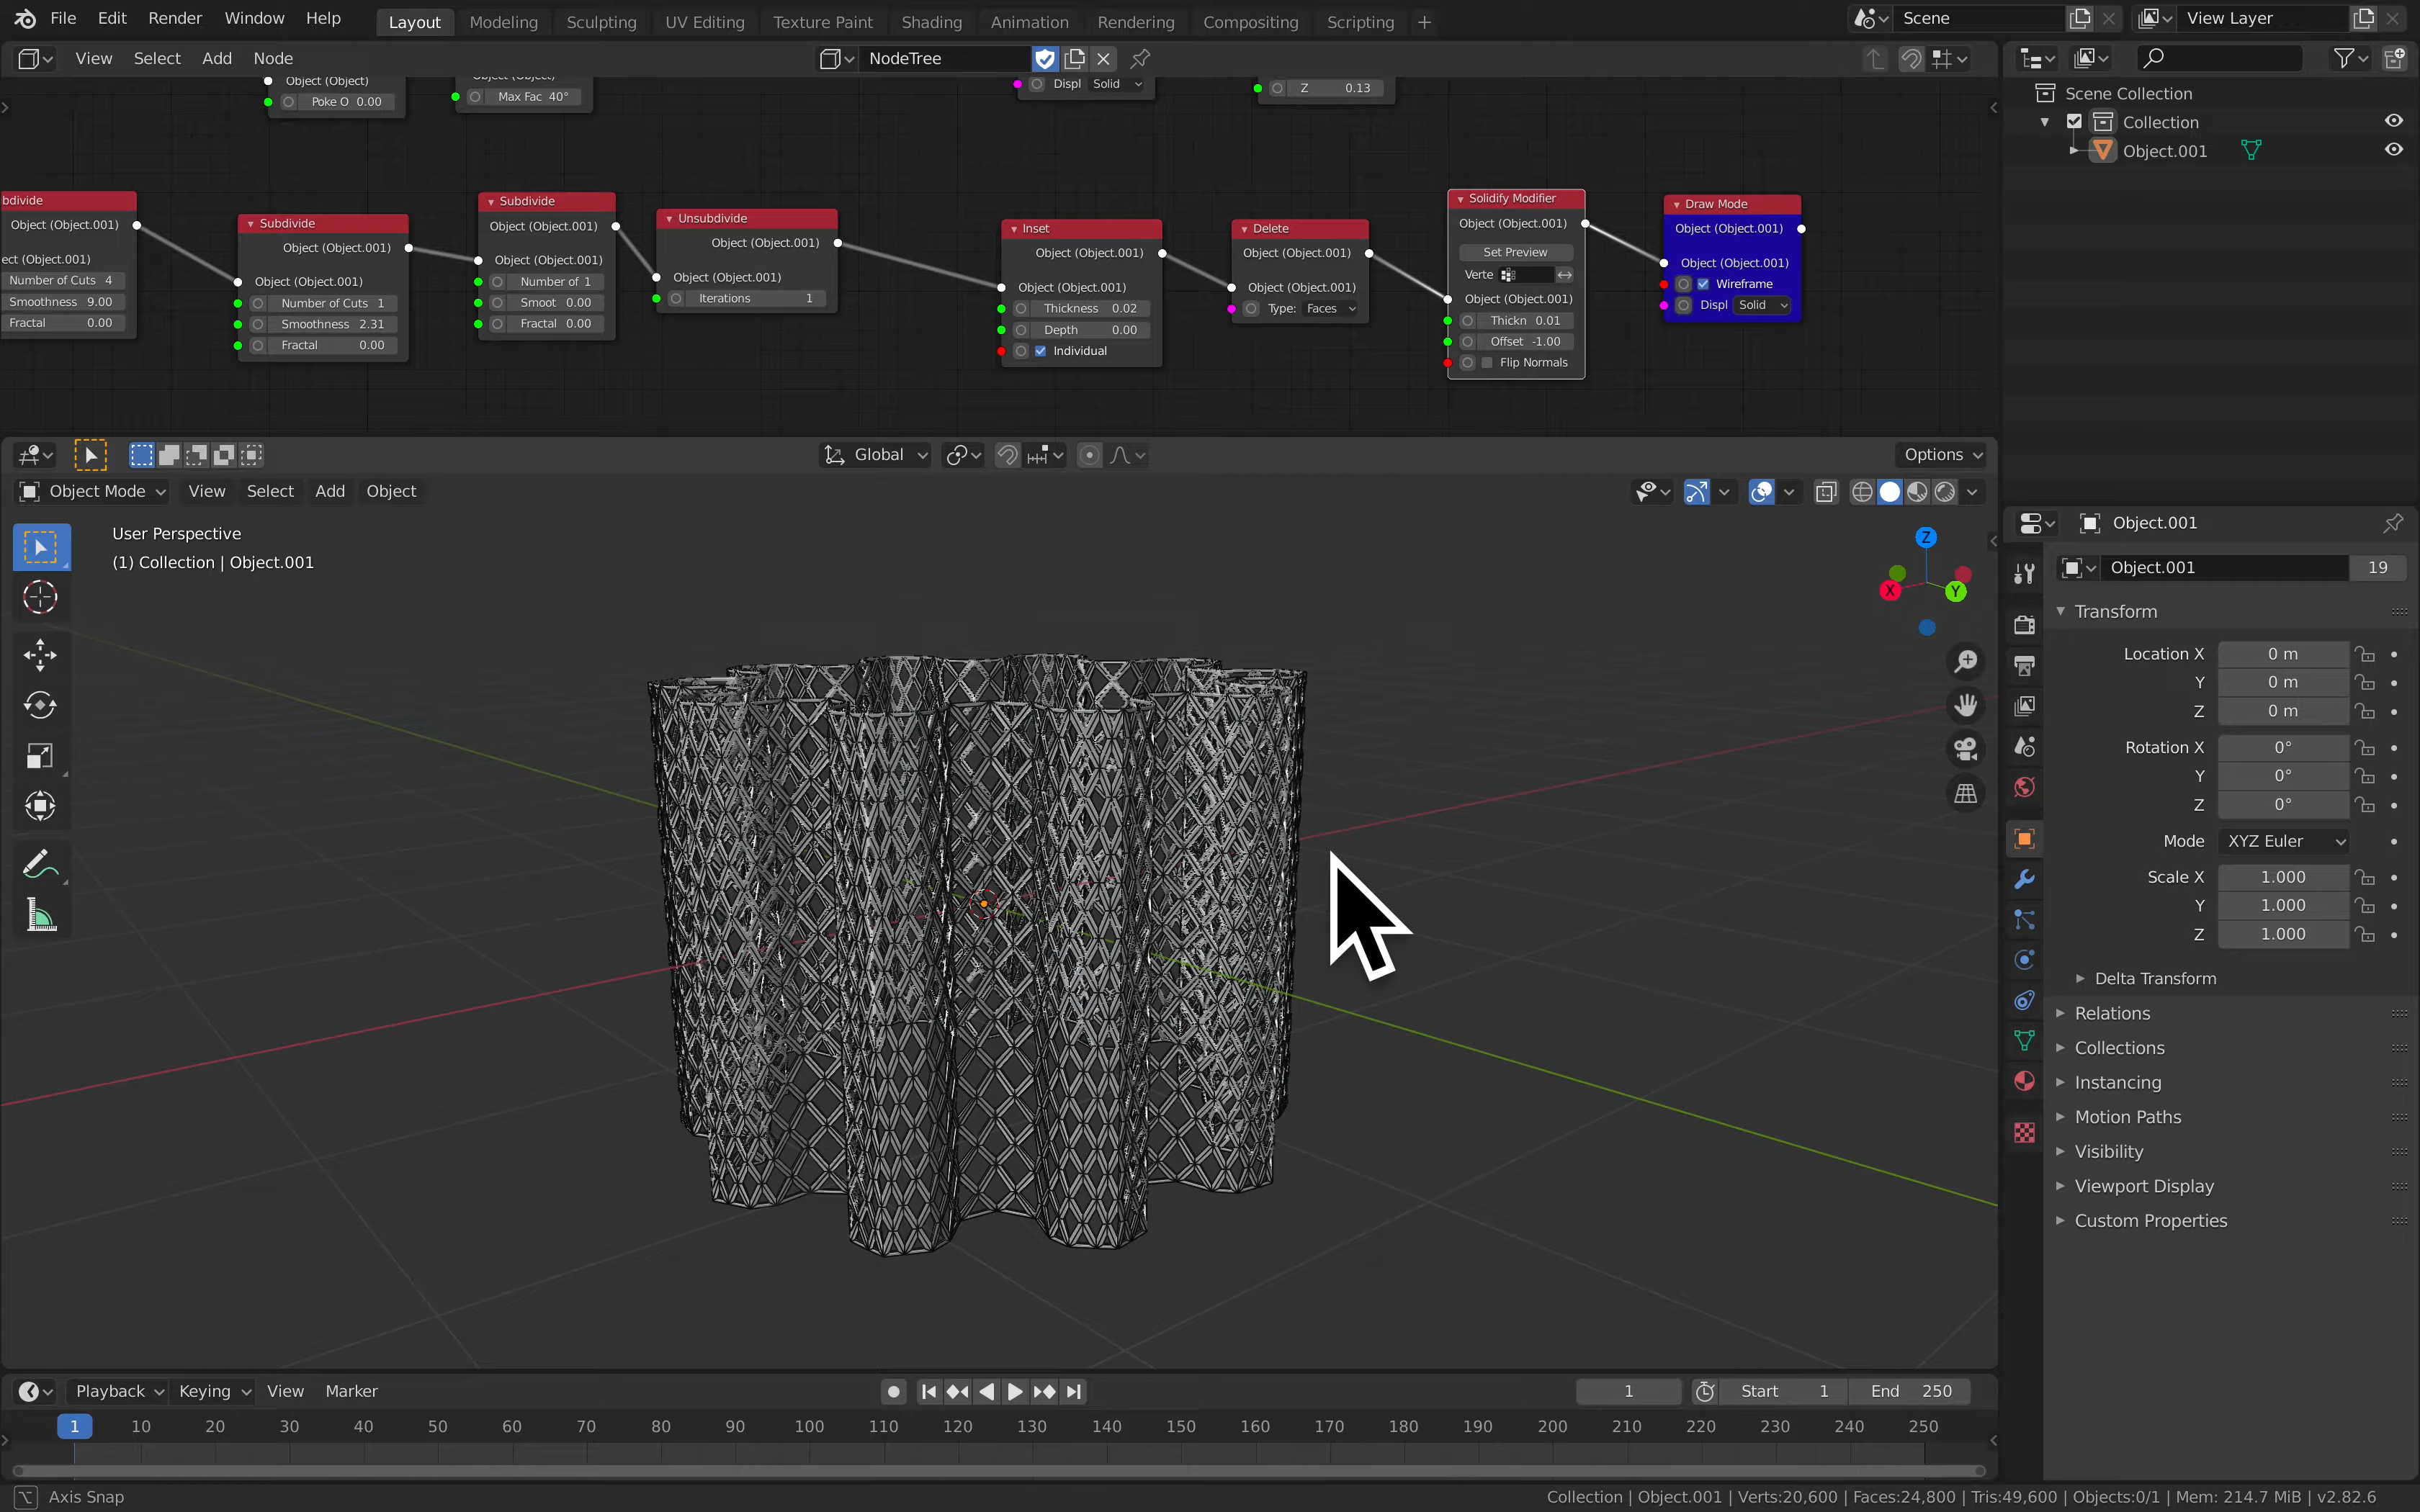 File Edit Render Window Help Layout Modeling Sculpting UV Editing Texture Paint Shading Animation Rendering Compositing Scripting + Scene View Layer
View Select Add Node NodeTree
Object (Object)
Poke O 0.00
Max Fac 40°
Displ Solid
Z 0.13
Scene Collection
Collection
Object.001
bdivide
Object (Object.001)
ect (Object.001)
Number of Cuts 4
Smoothness 9.00
Fractal 0.00
Subdivide
Object (Object.001)
Object (Object.001)
Number of Cuts 1
Smoothness 2.31
Fractal 0.00
Subdivide
Object (Object.001)
Object (Object.001)
Number of 1
Smoot 0.00
Fractal 0.00
Unsubdivide
Object (Object.001)
Object (Object.001)
Iterations 1
Inset
Object (Object.001)
Object (Object.001)
Thickness 0.02
Depth 0.00
Individual
Delete
Object (Object.001)
Object (Object.001)
Type: Faces
Solidify Modifier
Object (Object.001)
Set Preview
Verte
Object (Object.001)
Thickn 0.01
Offset -1.00
Flip Normals
Draw Mode
Object (Object.001)
Object (Object.001)
Wireframe
Displ Solid
Global Options
Object Mode View Select Add Object
User Perspective
(1) Collection | Object.001
Z
X
Y
Object.001
Object.001 19
Transform
Location X 0 m
Y 0 m
Z 0 m
Rotation X 0°
Y 0°
Z 0°
Mode XYZ Euler
Scale X 1.000
Y 1.000
Z 1.000
Delta Transform
Relations
Collections
Instancing
Motion Paths
Visibility
Viewport Display
Custom Properties
Playback Keying View Marker 1 Start 1 End 250
1 10 20 30 40 50 60 70 80 90 100 110 120 130 140 150 160 170 180 190 200 210 220 230 240 250
Axis Snap Collection | Object.001 | Verts:20,600 | Faces:24,800 | Tris:49,600 | Objects:0/1 | Mem: 214.7 MiB | v2.82.6